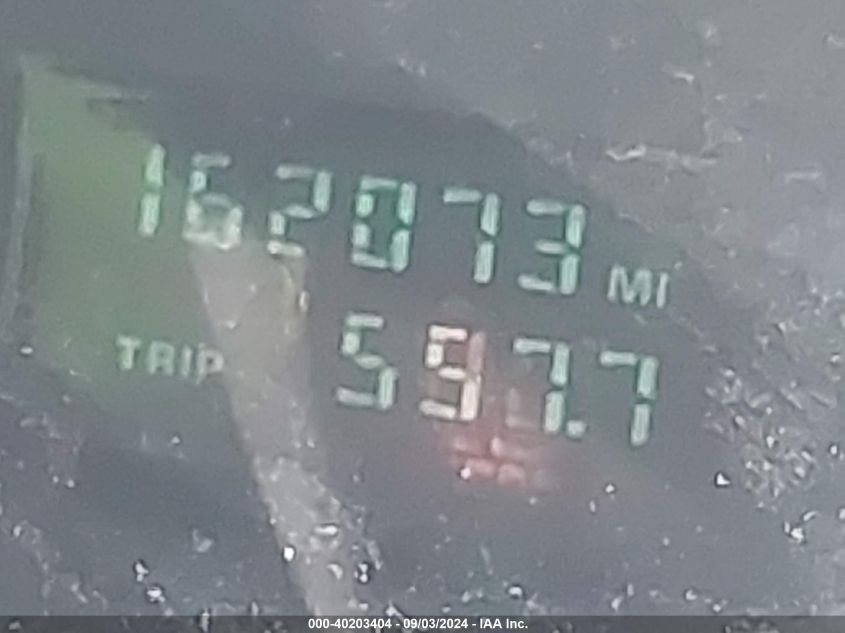 162073 MI
TRIP 597.7
000-40203404 - 09/03/2024 - IAA Inc.